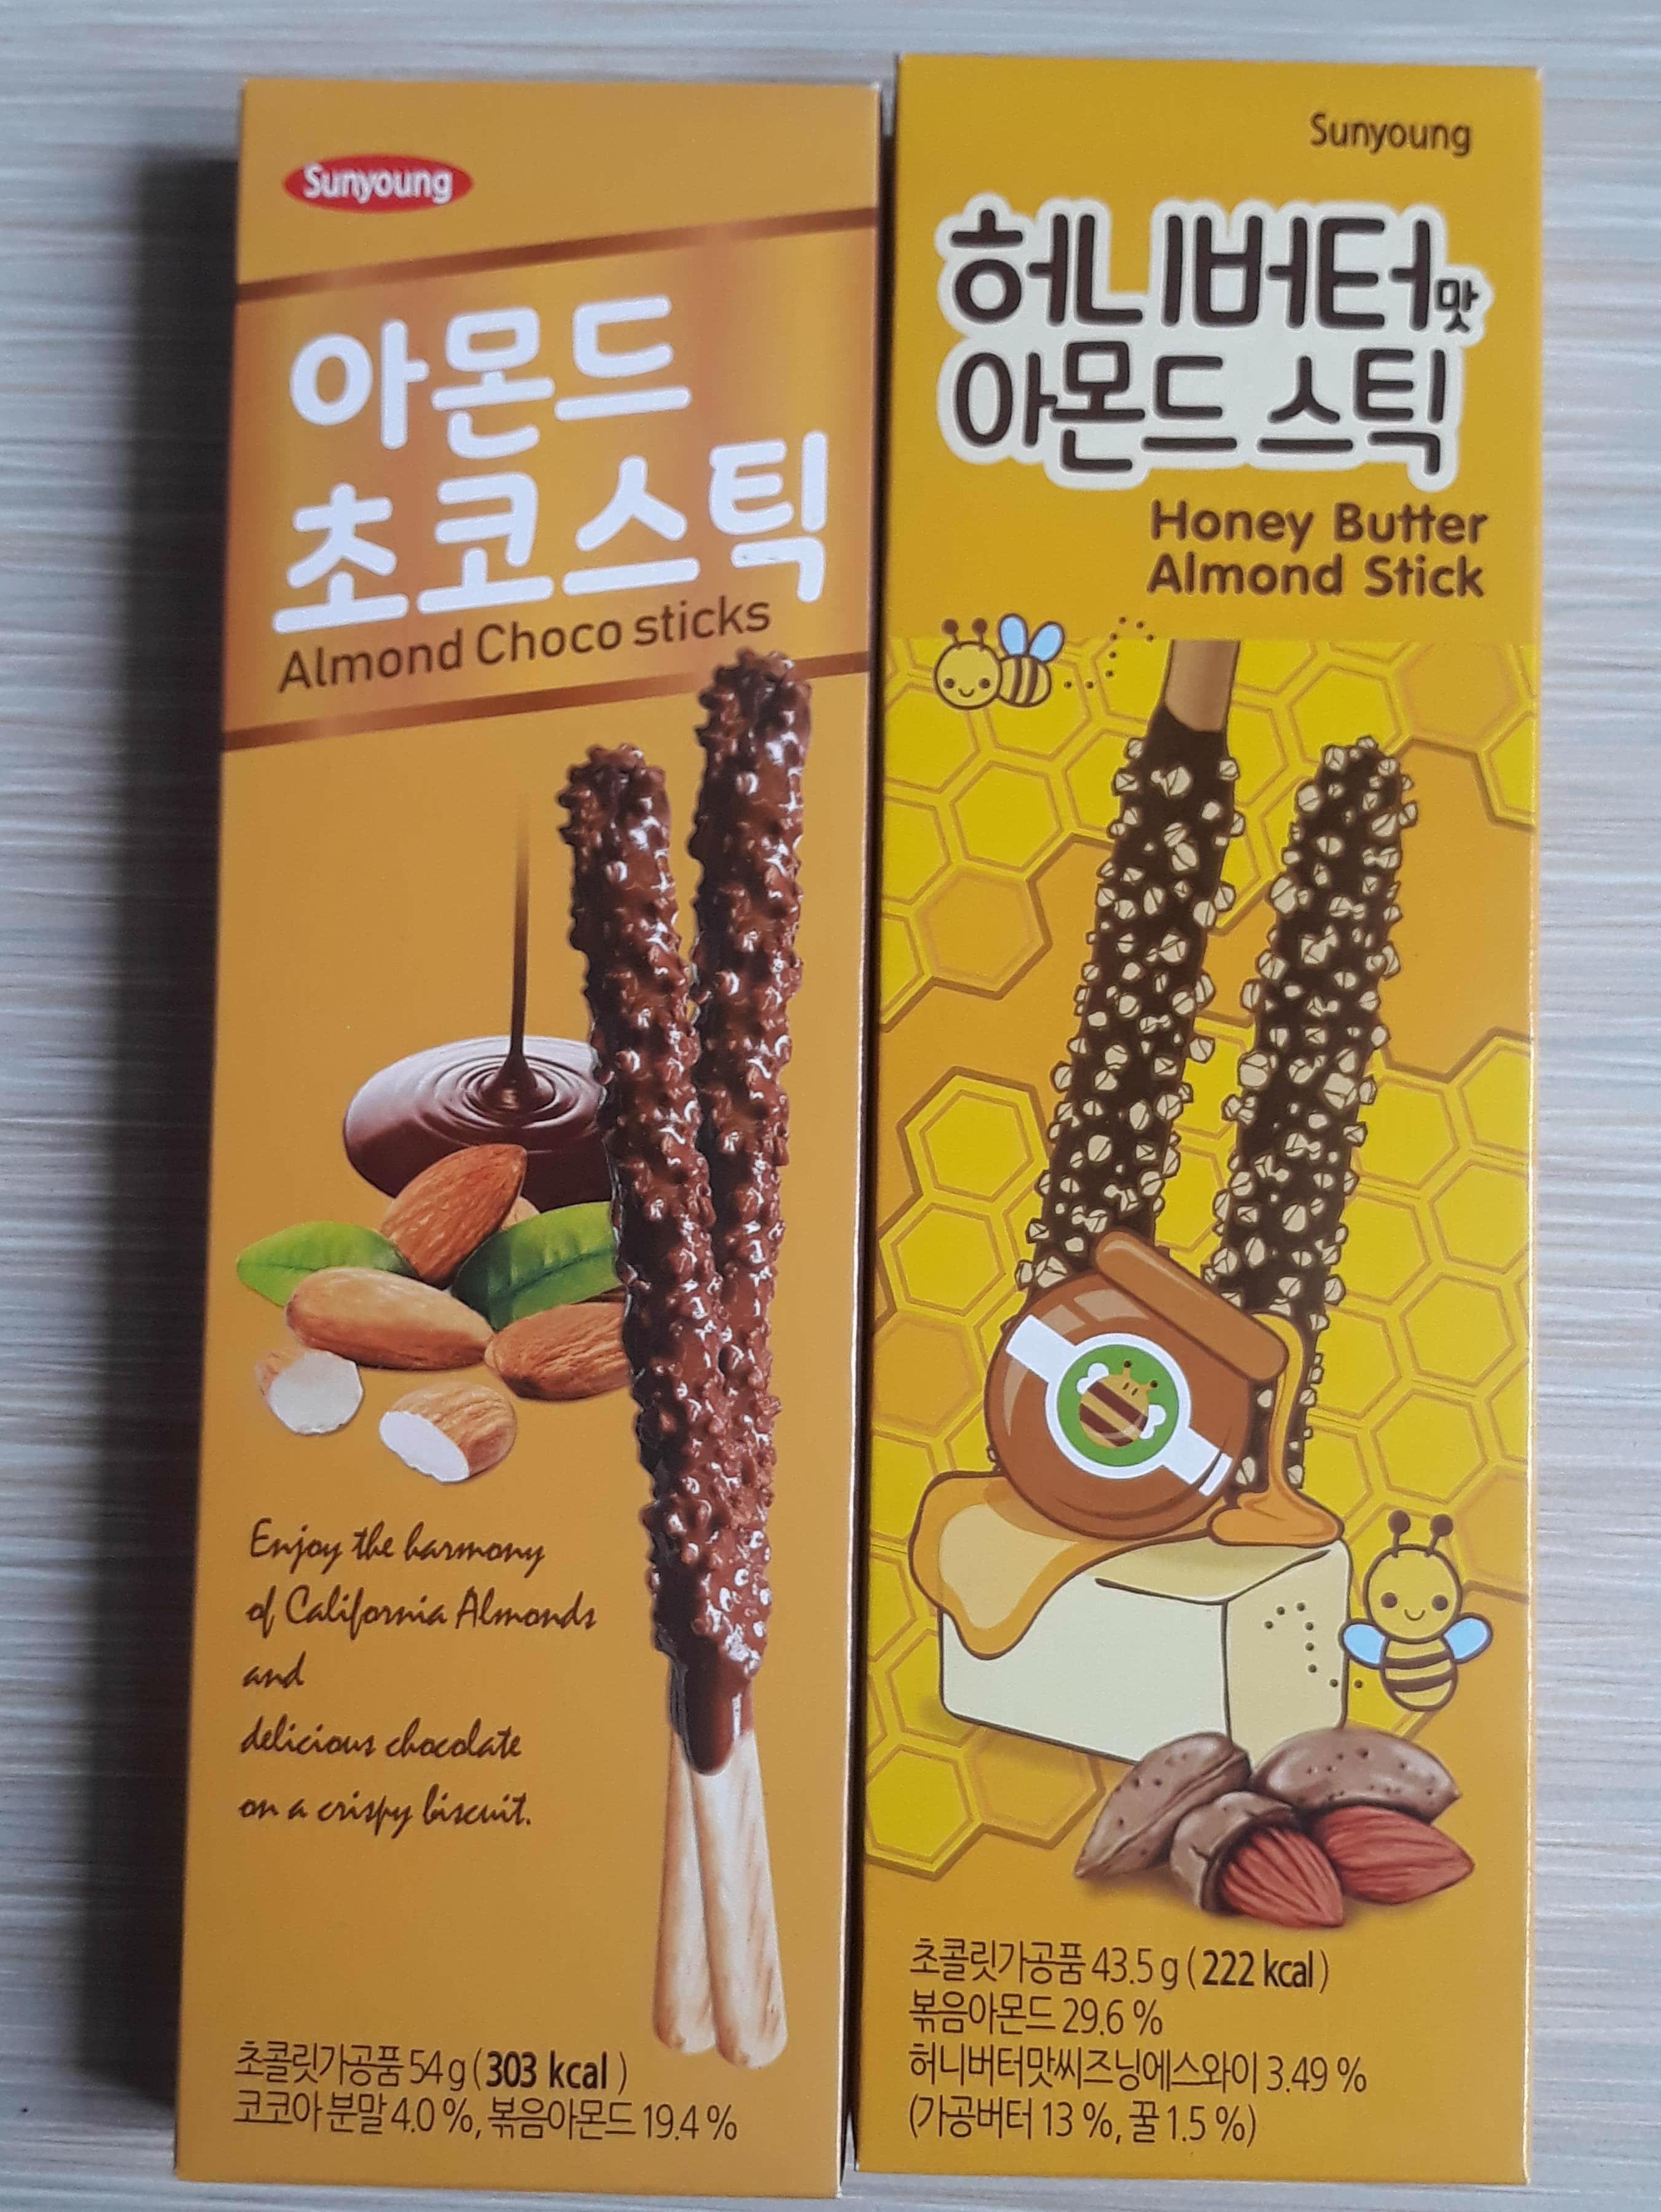 Sunyoung
아몬드
초코스틱
Almond Choco sticks
Enjoy the harmony
of California Almonds
and
delicious chocolate
on a crispy biscuit.
초콜릿가공품 54 g ( 303 kcal )
코코아 분말 4.0 %, 볶음아몬드 19.4 %
Sunyoung
허니버터맛
아몬드 스틱
Honey Butter
Almond Stick
초콜릿가공품 43.5 g ( 222 kcal )
볶음아몬드 29.6 %
허니버터맛씨즈닝에스와이 3.49 %
(가공버터 13 %, 꿀 1.5 %)